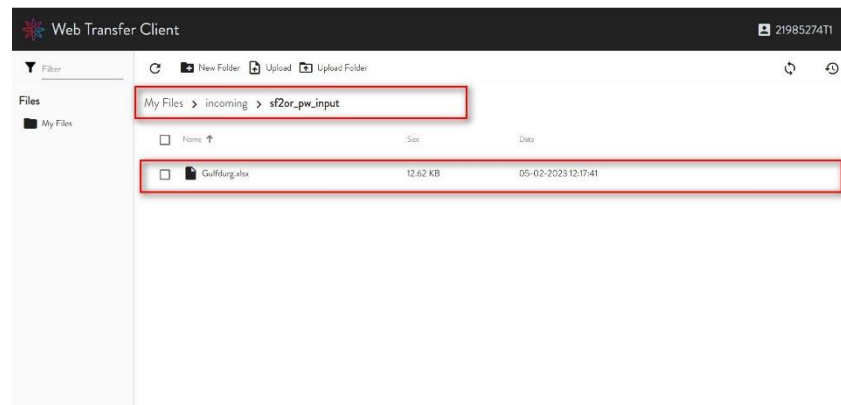 Web Transfer Client
21985274T1
Filter
New Folder Upload Upload Folder
Files
My Files > incoming > sf2or_pw_input
My Files
Name Size Date
Gulfdurg.xlsx 12.62 KB 05-02-2023 12:17:41